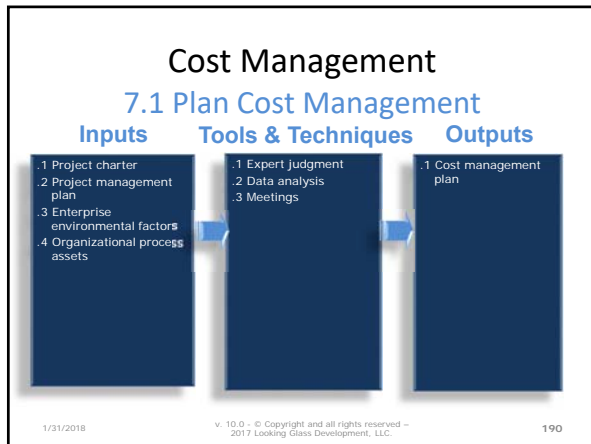 Cost Management
7.1 Plan Cost Management
Inputs
.1 Project charter
.2 Project management
plan
.3 Enterprise
environmental factors
.4 Organizational process
assets
Tools & Techniques
.1 Expert judgment
.2 Data analysis
.3 Meetings
Outputs
.1 Cost management
plan
1/31/2018
v. 10.0 - © Copyright and all rights reserved –
2017 Looking Glass Development, LLC.
190